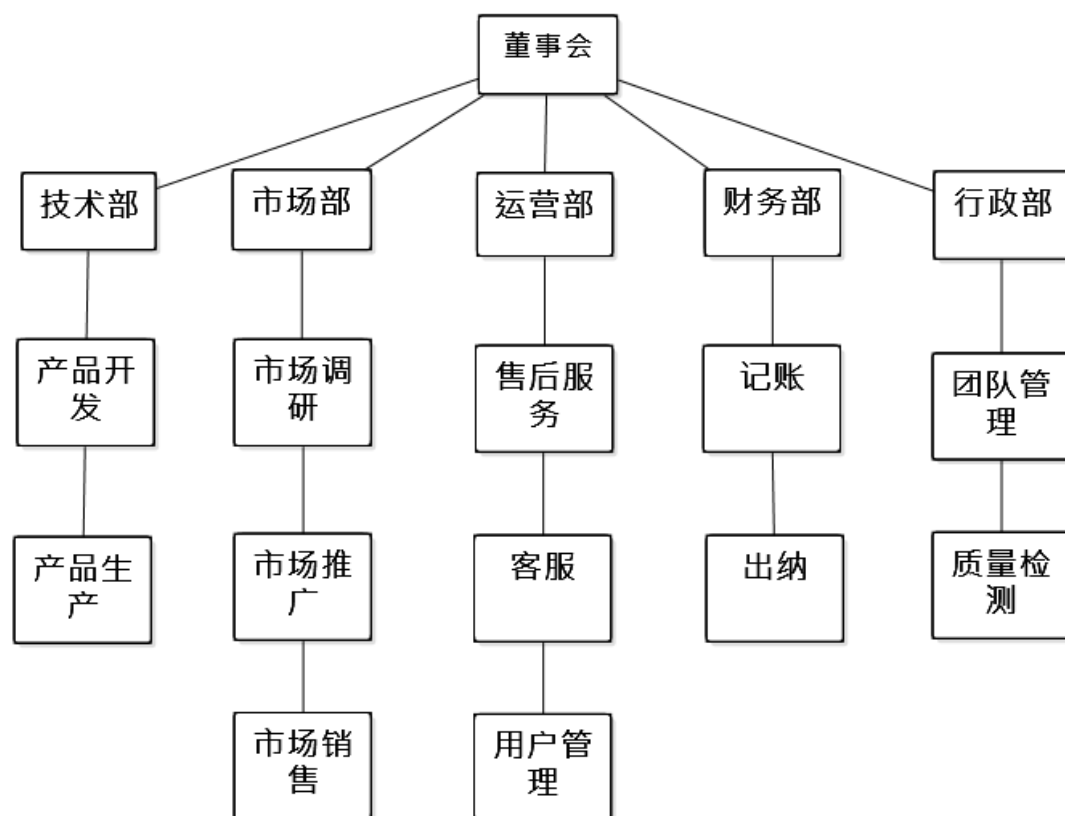 董事会
技术部
市场部
运营部
财务部
行政部
产品开
发
市场调
研
售后服
务
记账
团队管
理
产品生
产
市场推
广
客服
出纳
质量检
测
市场销
售
用户管
理